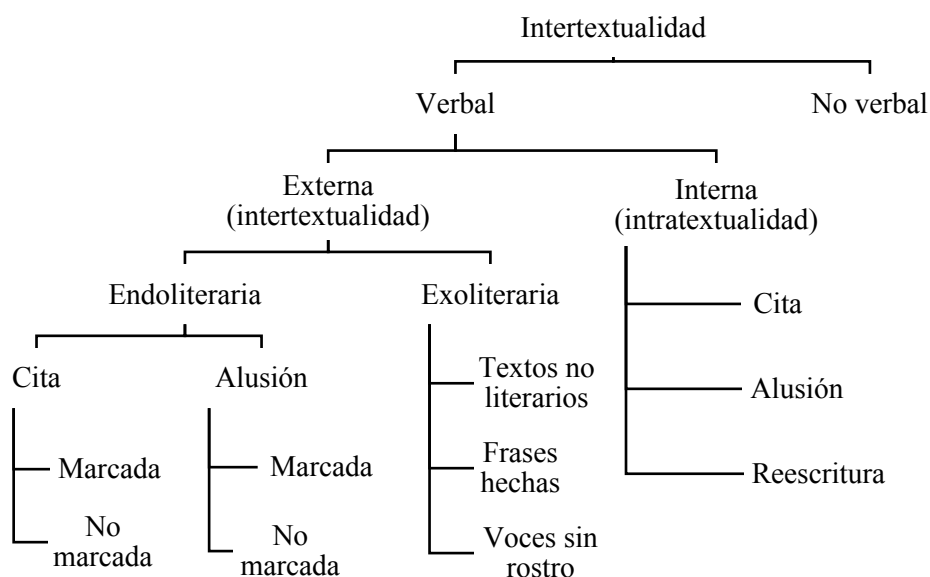 Intertextualidad
Verbal
No verbal
Externa
(intertextualidad)
Interna
(intratextualidad)
Endoliteraria
Exoliteraria
Cita
Alusión
Marcada
No
marcada
Marcada
No
marcada
Textos no
literarios
Frases
hechas
Voces sin
rostro
Cita
Alusión
Reescritura